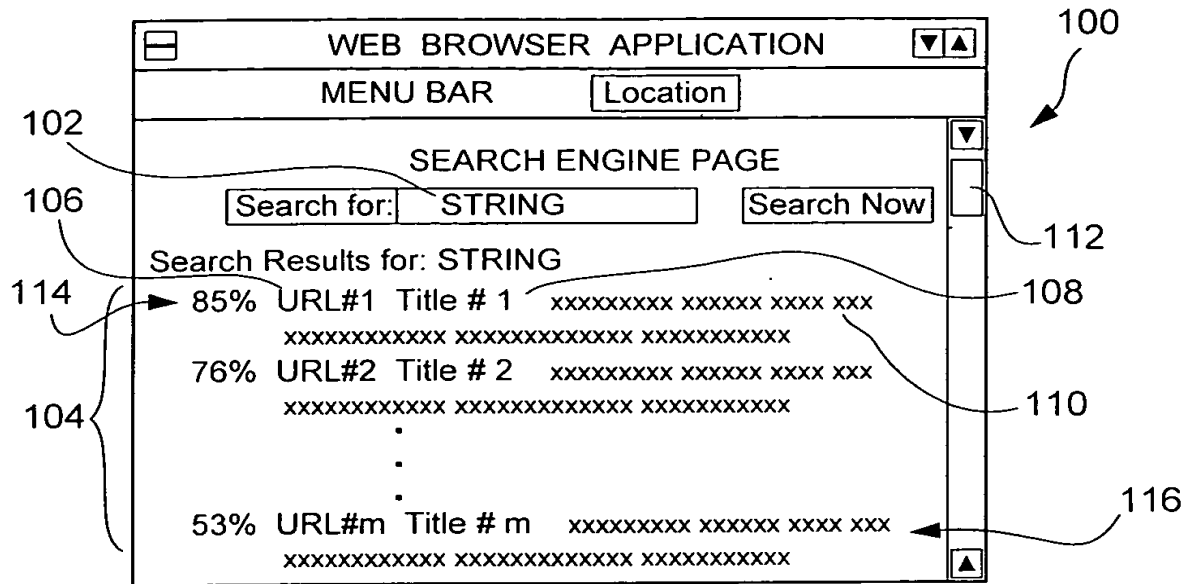 WEB BROWSER APPLICATION
100
MENU BAR Location
102
SEARCH ENGINE PAGE
106
Search for: STRING Search Now
112
Search Results for: STRING
114
85% URL#1 Title # 1 xxxxxxxxx xxxxxx xxxx xxx
108
xxxxxxxxxxxx xxxxxxxxxxxxx xxxxxxxxxxx
76% URL#2 Title # 2 xxxxxxxxx xxxxxx xxxx xxx
xxxxxxxxxxxx xxxxxxxxxxxxx xxxxxxxxxxx
110
104
116
53% URL#m Title # m xxxxxxxxx xxxxxx xxxx xxx
xxxxxxxxxxxx xxxxxxxxxxxxx xxxxxxxxxxx